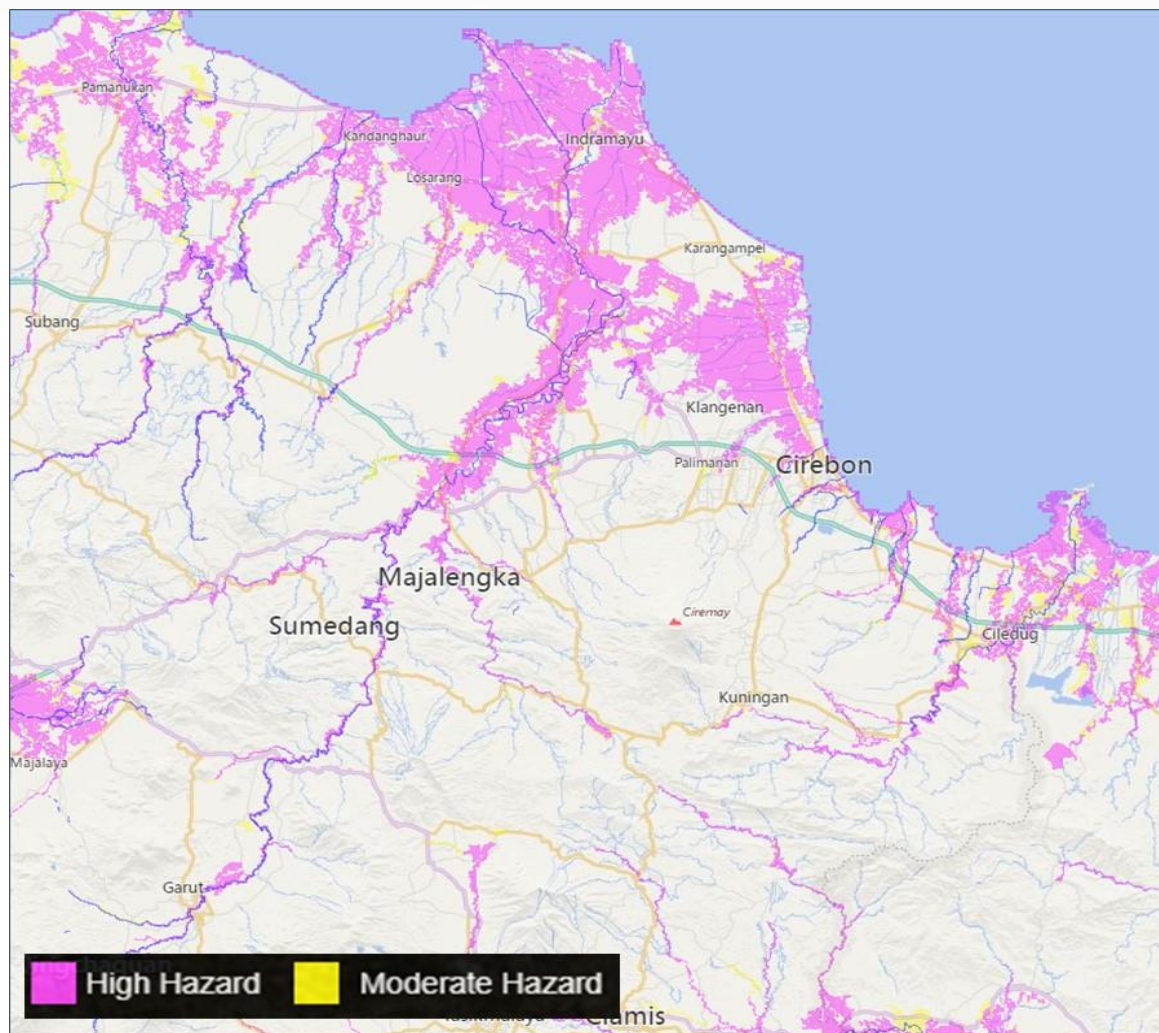 Pamanukan
Kandanghaur
Indramayu
Losarang
Karangampel
Subang
Klangenan
Palimanan
Cirebon
Majalengka
Ciremay
Sumedang
Ciledug
Kuningan
Majalaya
Garut
High Hazard
Moderate Hazard
Ciamis